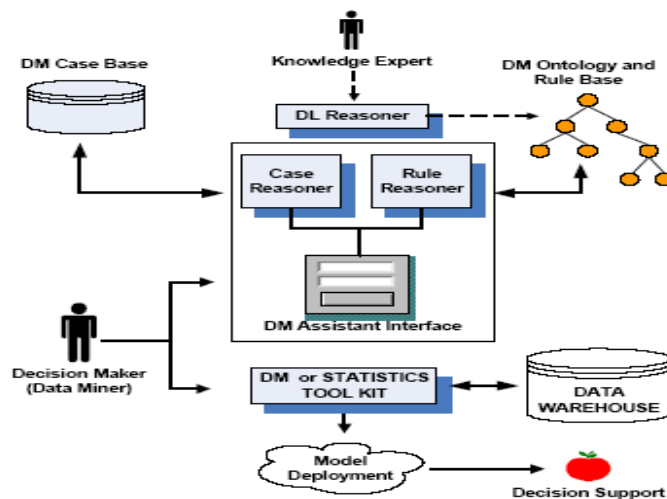 Knowledge Expert
DM Case Base
DM Ontology and
Rule Base
DL Reasoner
Case
Reasoner
Rule
Reasoner
DM Assistant Interface
Decision Maker
(Data Miner)
DM or STATISTICS
TOOL KIT
DATA
WAREHOUSE
Model
Deployment
Decision Support